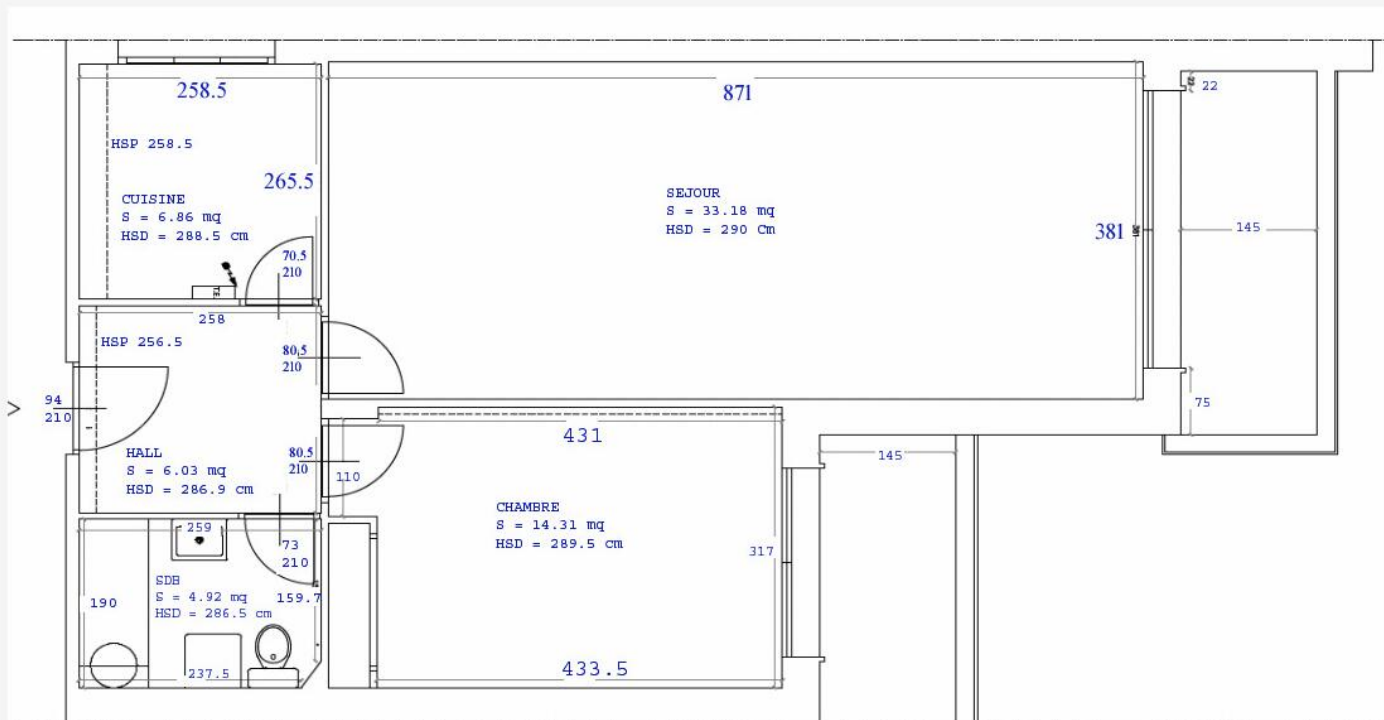 258.5
871
22
HSP 258.5
265.5
CUISINE
S = 6.86 mq
HSD = 288.5 cm
SEJOUR
S = 33.18 mq
HSD = 290 Cm
381
145
70.5
210
T.E.
258
HSP 256.5
80.5
210
94
210
75
HALL
S = 6.03 mq
HSD = 286.9 cm
80.5
210
110
431
145
CHAMBRE
S = 14.31 mq
HSD = 289.5 cm
317
259
73
210
SDB
S = 4.92 mq
HSD = 286.5 cm
190
159.7
237.5
433.5